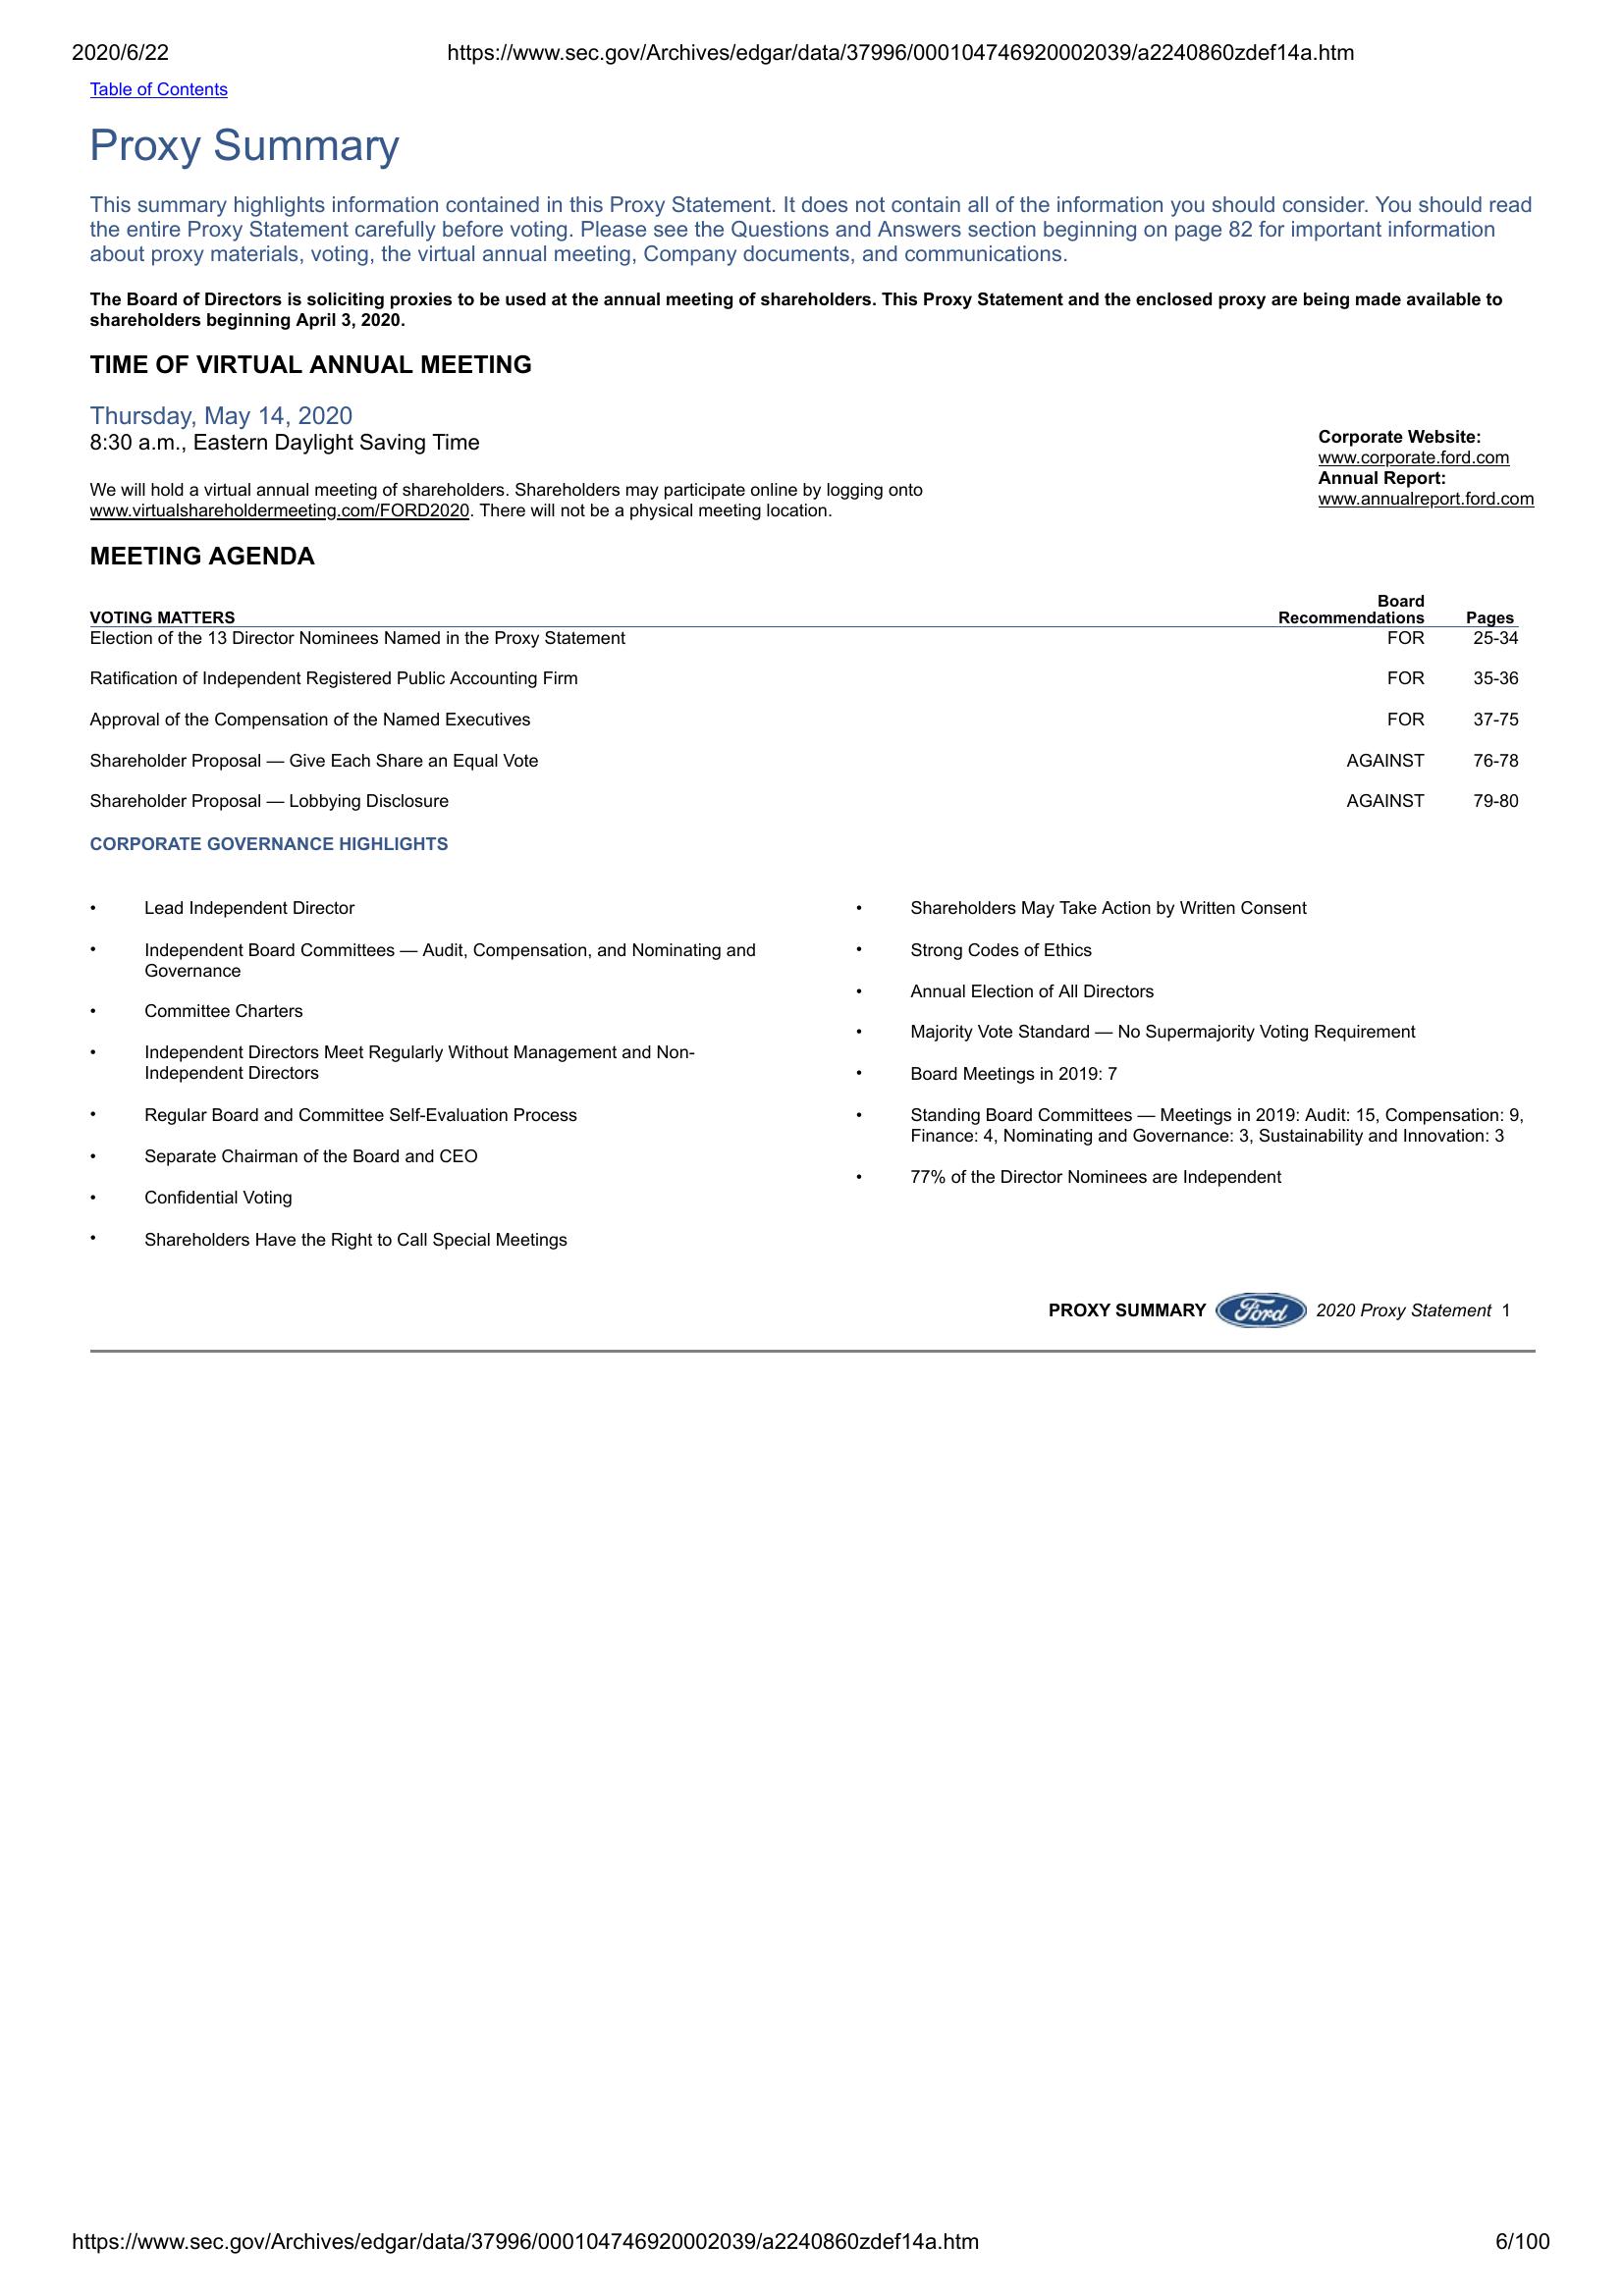 2020/6/22 https://www.sec.gov/Archives/edgar/data/37996/000104746920002039/a2240860zdef14a.htm
Table of Contents
Proxy Summary
This summary highlights information contained in this Proxy Statement. It does not contain all of the information you should consider. You should read
the entire Proxy Statement carefully before voting. Please see the Questions and Answers section beginning on page 82 for important information
about proxy materials, voting, the virtual annual meeting, Company documents, and communications.
The Board of Directors is soliciting proxies to be used at the annual meeting of shareholders. This Proxy Statement and the enclosed proxy are being made available to
shareholders beginning April 3, 2020.
TIME OF VIRTUAL ANNUAL MEETING
Thursday, May 14, 2020
8:30 a.m., Eastern Daylight Saving Time
We will hold a virtual annual meeting of shareholders. Shareholders may participate online by logging onto
www.virtualshareholdermeeting.com/FORD2020. There will not be a physical meeting location.
Corporate Website:
www.corporate.ford.com
Annual Report:
www.annualreport.ford.com
MEETING AGENDA
VOTING MATTERS Board Recommendations Pages
Election of the 13 Director Nominees Named in the Proxy Statement FOR 25-34
Ratification of Independent Registered Public Accounting Firm FOR 35-36
Approval of the Compensation of the Named Executives FOR 37-75
Shareholder Proposal — Give Each Share an Equal Vote AGAINST 76-78
Shareholder Proposal — Lobbying Disclosure AGAINST 79-80
CORPORATE GOVERNANCE HIGHLIGHTS
• Lead Independent Director
• Independent Board Committees — Audit, Compensation, and Nominating and
Governance
• Committee Charters
• Independent Directors Meet Regularly Without Management and Non-
Independent Directors
• Regular Board and Committee Self-Evaluation Process
• Separate Chairman of the Board and CEO
• Confidential Voting
• Shareholders Have the Right to Call Special Meetings
• Shareholders May Take Action by Written Consent
• Strong Codes of Ethics
• Annual Election of All Directors
• Majority Vote Standard — No Supermajority Voting Requirement
• Board Meetings in 2019: 7
• Standing Board Committees — Meetings in 2019: Audit: 15, Compensation: 9,
Finance: 4, Nominating and Governance: 3, Sustainability and Innovation: 3
• 77% of the Director Nominees are Independent
PROXY SUMMARY Ford 2020 Proxy Statement 1
https://www.sec.gov/Archives/edgar/data/37996/000104746920002039/a2240860zdef14a.htm 6/100